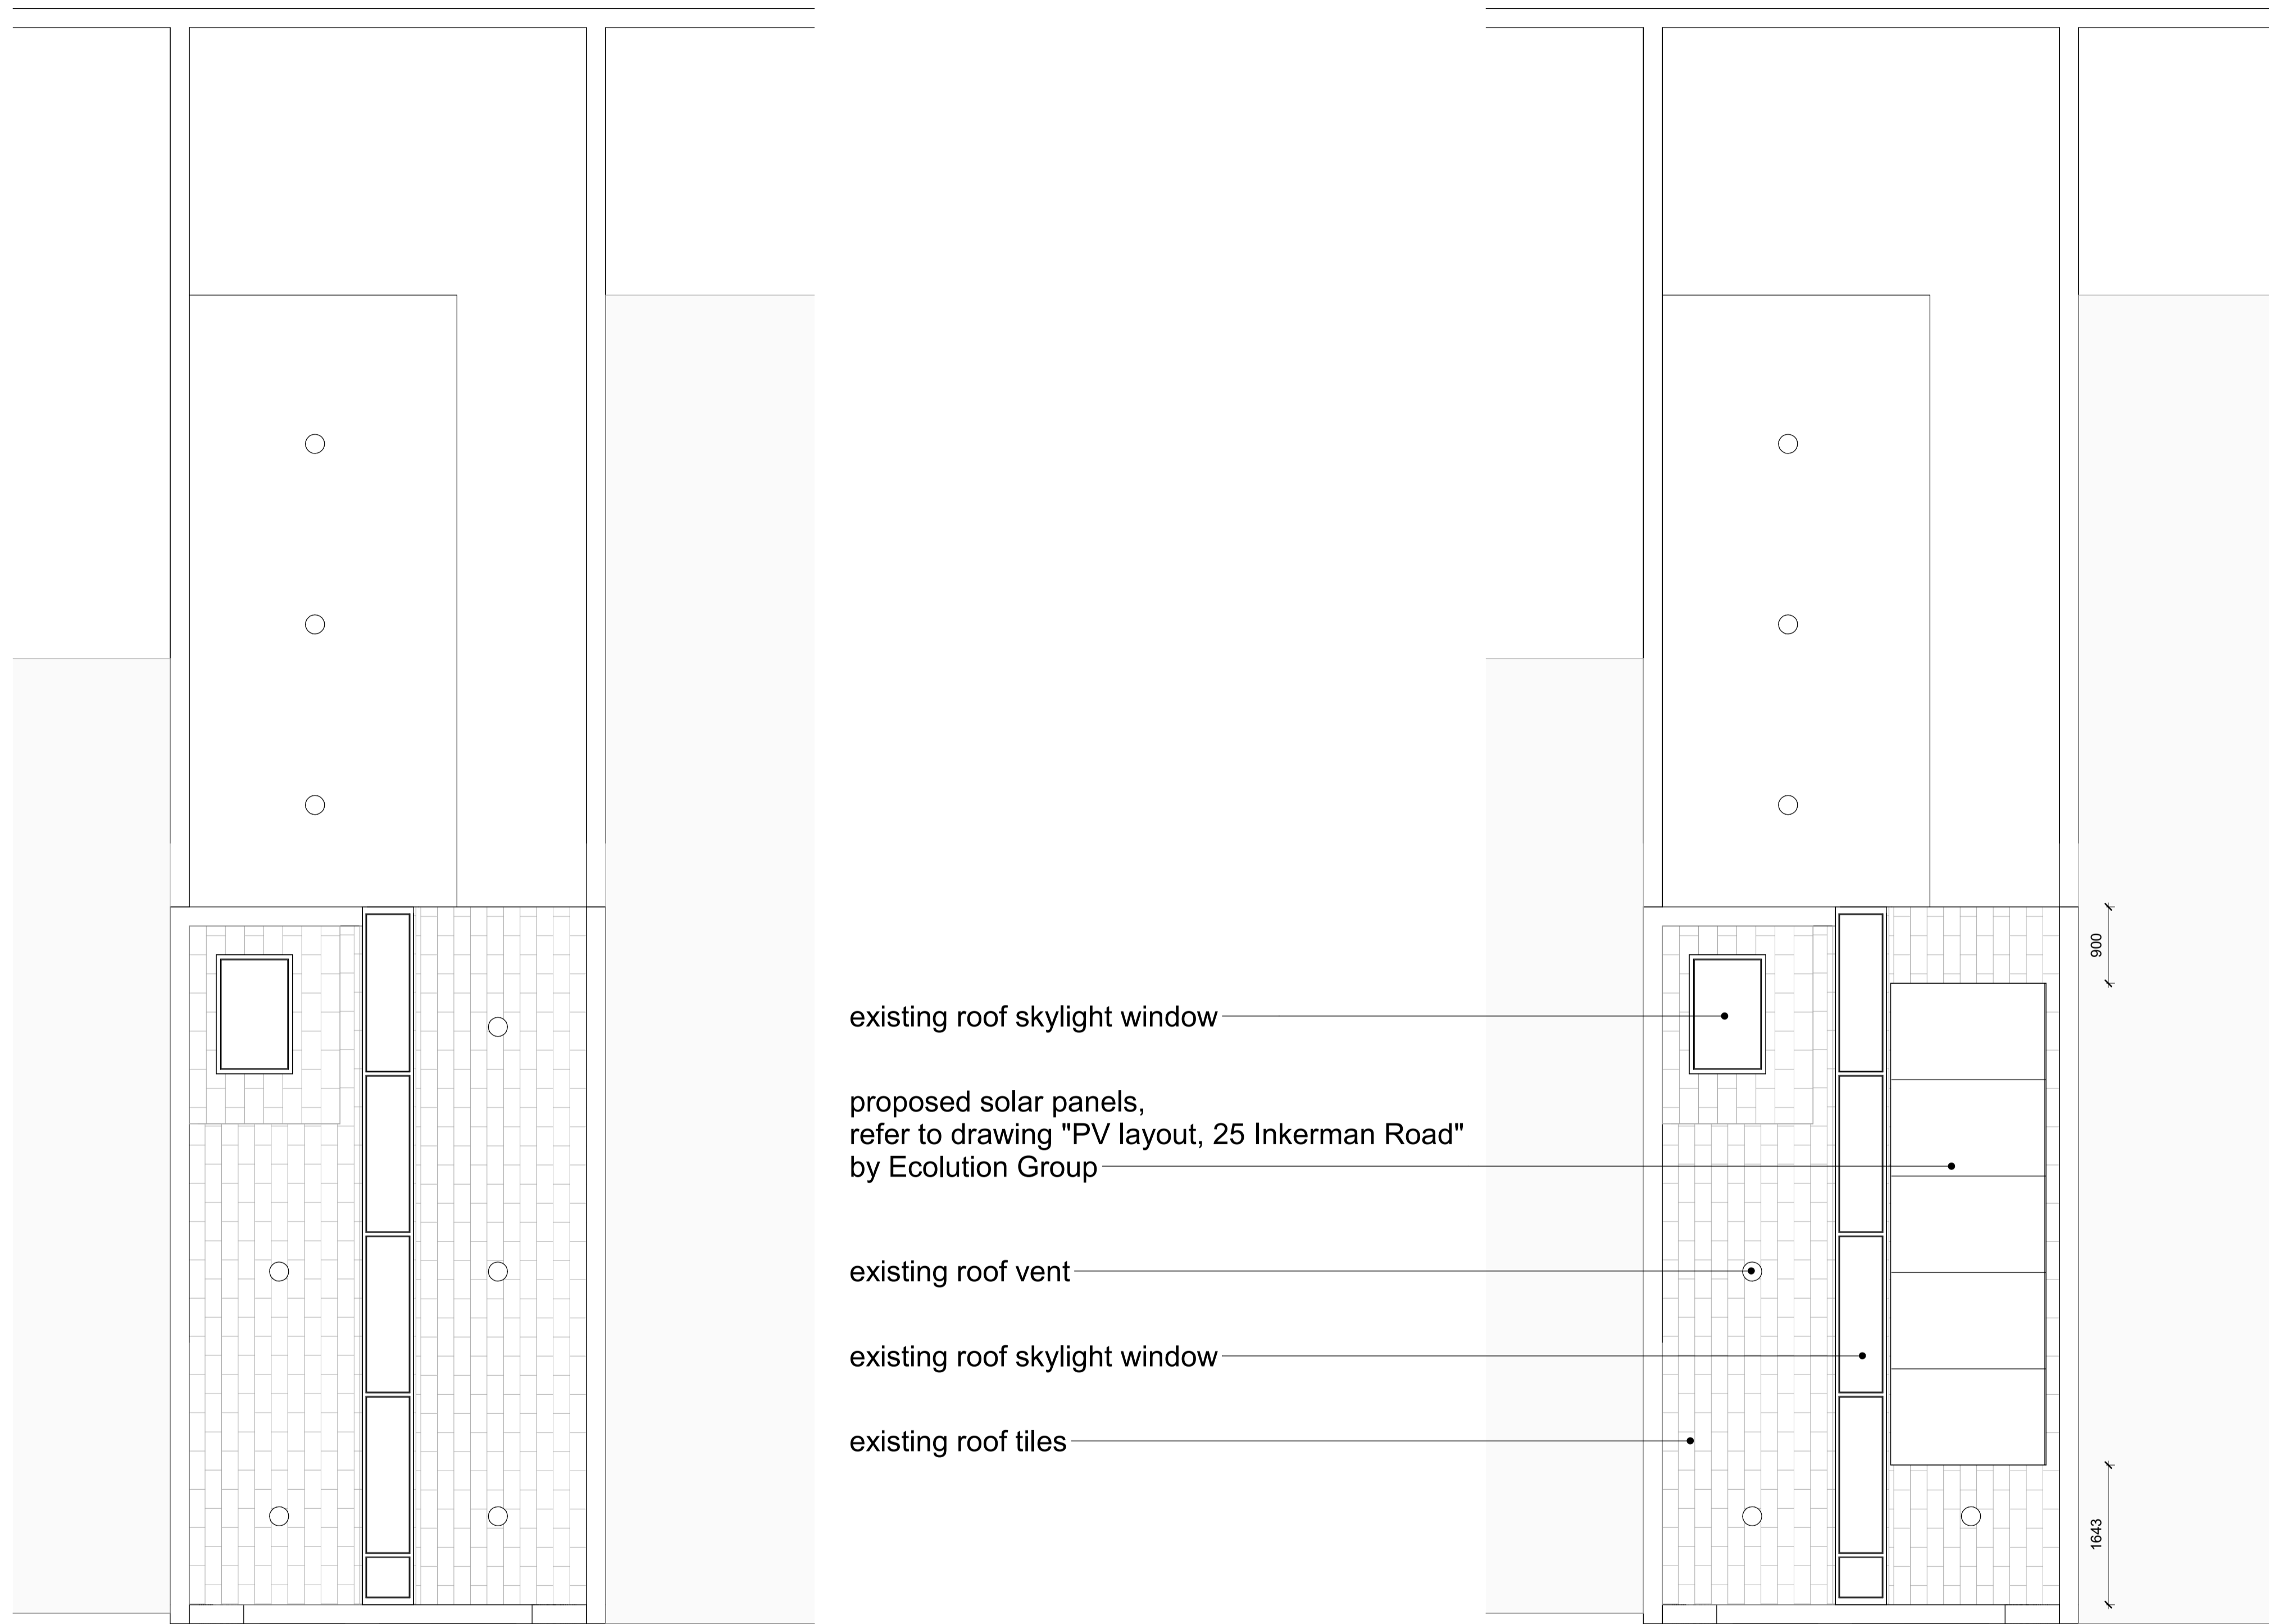 existing roof skylight window
proposed solar panels,
refer to drawing "PV layout, 25 Inkerman Road"
by Ecolution Group
existing roof vent
existing roof skylight window
existing roof tiles
900
1643